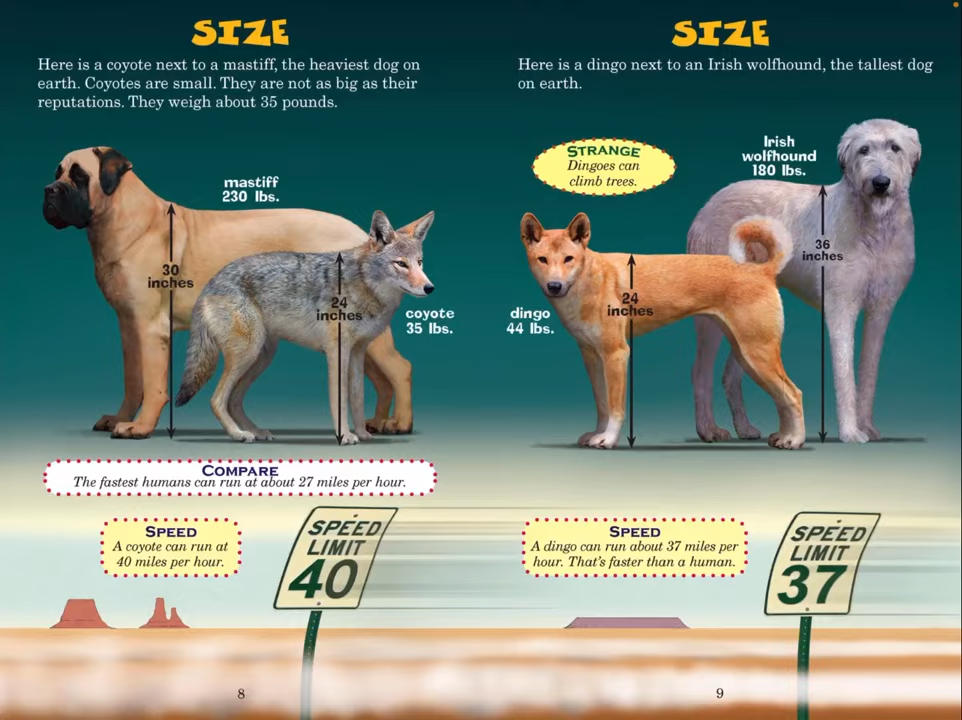 SIZE
Here is a coyote next to a mastiff, the heaviest dog on
earth. Coyotes are small. They are not as big as their
reputations. They weigh about 35 pounds.
mastiff
230 lbs.
30
inches
24
inches
coyote
35 lbs.
COMPARE
The fastest humans can run at about 27 miles per hour.
SPEED
A coyote can run at
40 miles per hour.
SPEED
LIMIT
40
8
SIZE
Here is a dingo next to an Irish wolfhound, the tallest dog
on earth.
STRANGE
Dingoes can
climb trees.
Irish
wolfhound
180 lbs.
36
inches
24
inches
dingo
44 lbs.
SPEED
A dingo can run about 37 miles per
hour. That's faster than a human.
SPEED
LIMIT
37
9